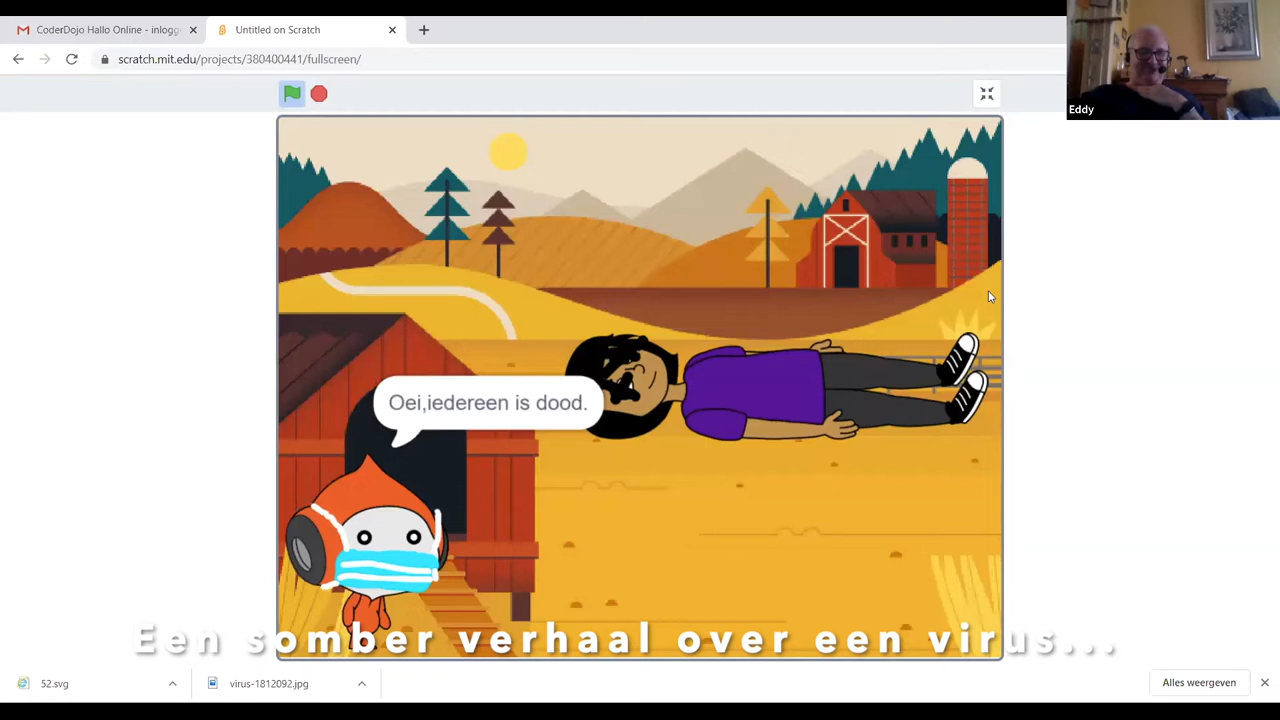 CoderDojo Hallo Online - inlogg
Untitled on Scratch
scratch.mit.edu/projects/380400441/fullscreen/
Eddy
Oei,iedereen is dood.
Een somber verhaal over een virus...
52.svg
virus-1812092.jpg
Alles weergeven